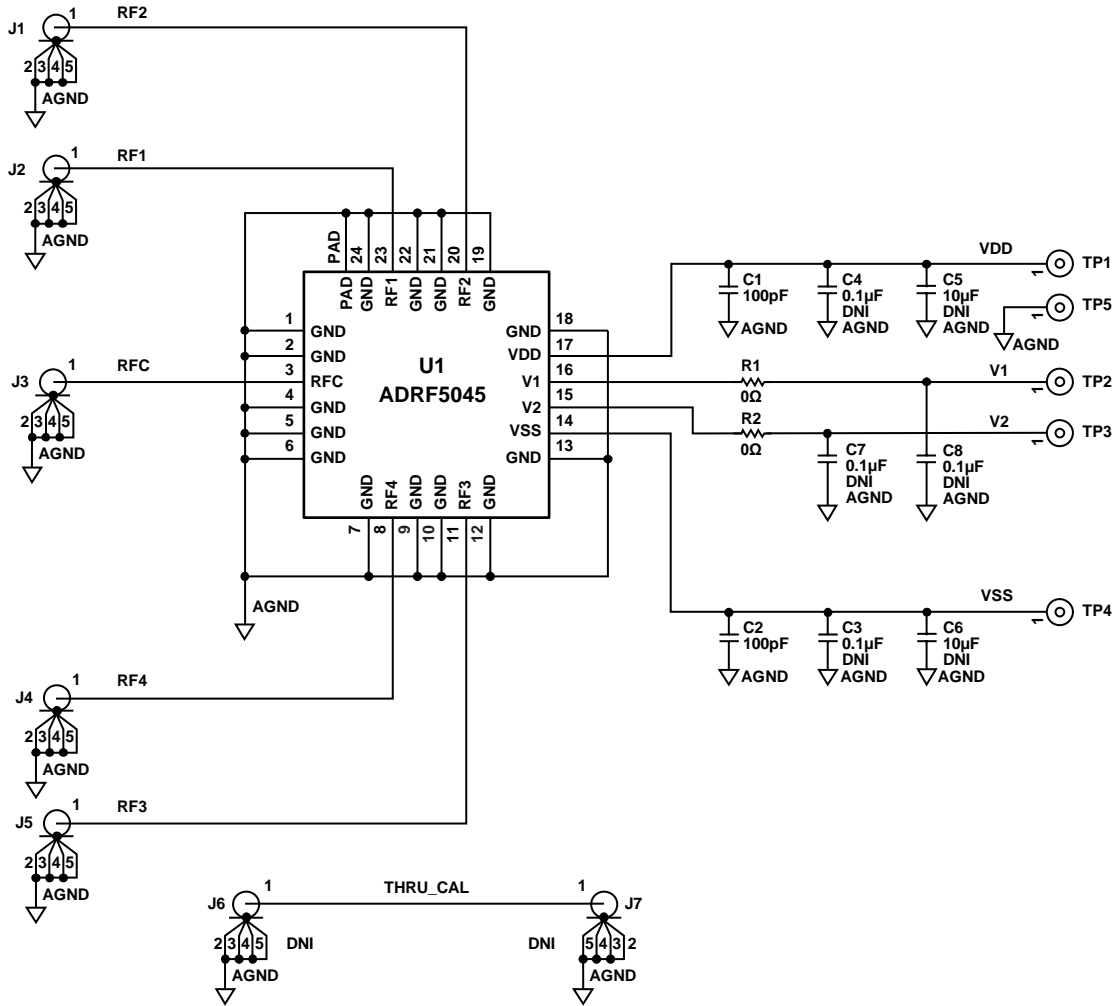 J1
1
RF2
2 3 4 5
AGND
J2
1
RF1
2 3 4 5
AGND
J3
1
RFC
2 3 4 5
AGND
PAD
24
23
22
21
20
19
PAD
GND
RF1
GND
GND
RF2
GND
1
GND
2
GND
3
RFC
4
GND
5
GND
6
GND
U1
ADRF5045
GND
18
VDD
17
V1
16
V2
15
VSS
14
GND
13
GND
RF4
GND
GND
RF3
GND
7
8
9
10
11
12
AGND
VDD
1
TP1
C1
100pF
AGND
C4
0.1µF
DNI
AGND
C5
10µF
DNI
AGND
1
TP5
AGND
R1
0Ω
V1
1
TP2
R2
0Ω
V2
1
TP3
C7
0.1µF
DNI
AGND
C8
0.1µF
DNI
AGND
VSS
1
TP4
C2
100pF
AGND
C3
0.1µF
DNI
AGND
C6
10µF
DNI
AGND
J4
1
RF4
2 3 4 5
AGND
J5
1
RF3
2 3 4 5
AGND
J6
1
THRU_CAL
1
J7
2 3 4 5
DNI
AGND
DNI
5 4 3 2
AGND